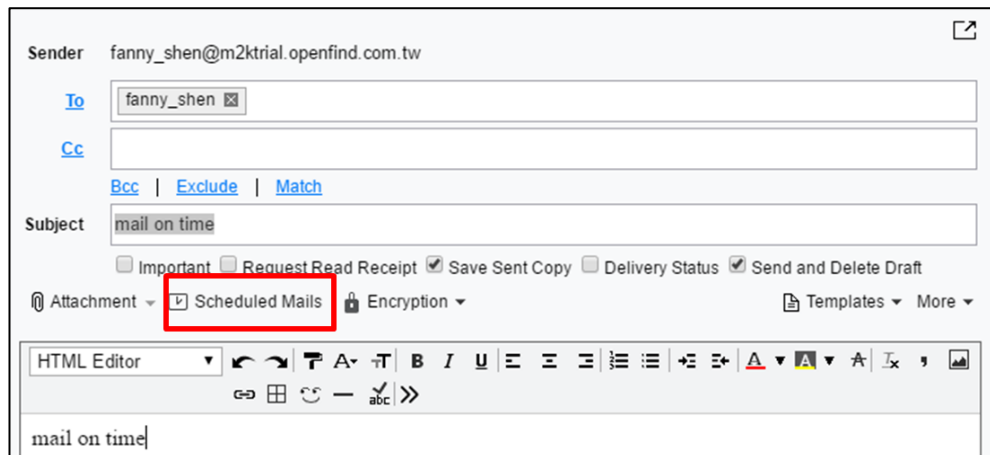 Sender fanny_shen@m2ktrial.openfind.com.tw
To fanny_shen
Cc
Bcc | Exclude | Match
Subject mail on time
Important Request Read Receipt Save Sent Copy Delivery Status Send and Delete Draft
Attachment Scheduled Mails Encryption Templates More
HTML Editor A T B I U A A A Tx
abc
mail on time